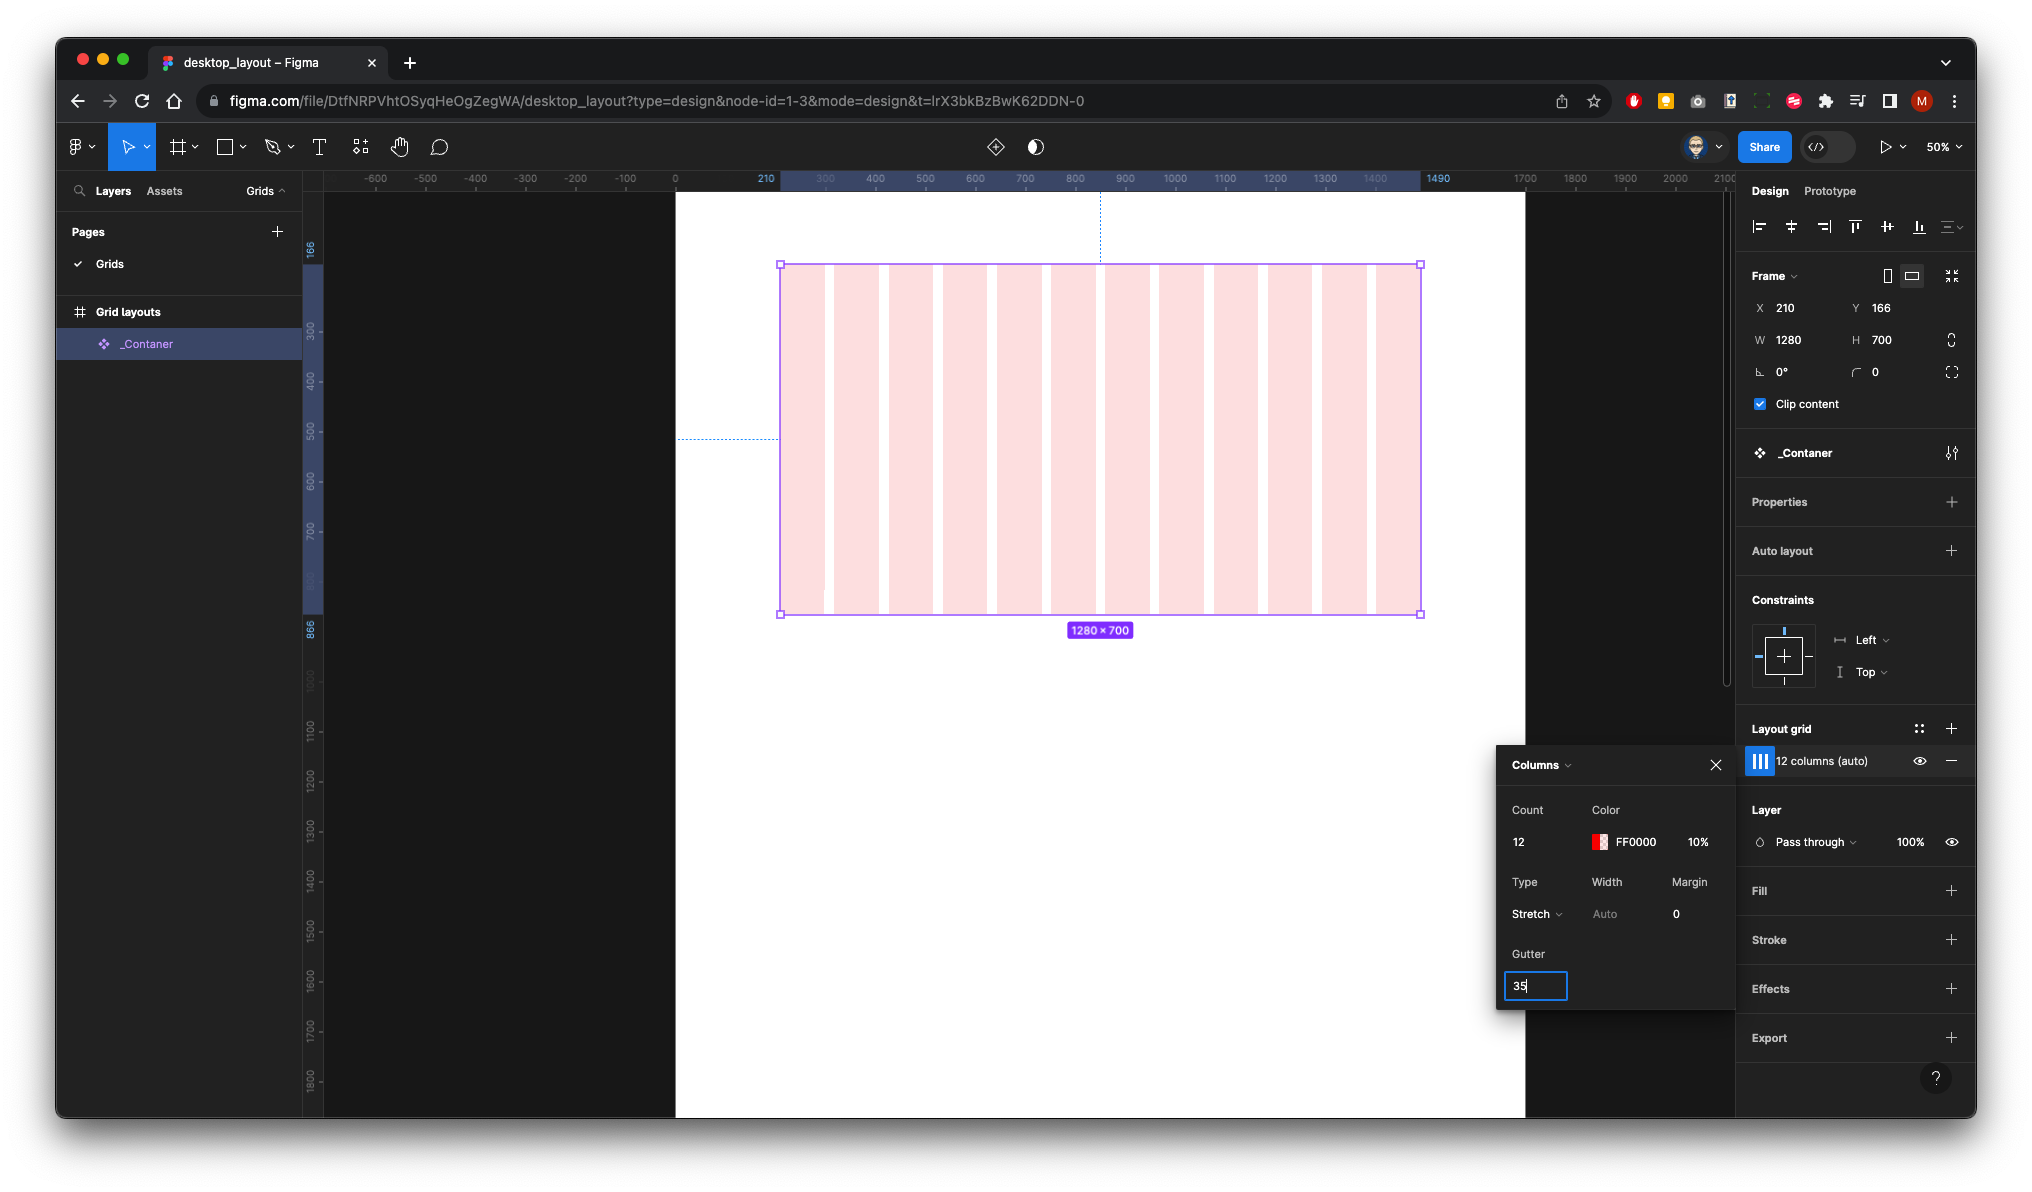 desktop_layout – Figma
figma.com/file/DtfNRPVhtOSyqHeOgZegWA/desktop_layout?type=design&node-id=1-3&mode=design&t=lrX3bkBzBwK62DDN-0
M
Share
50%
Layers Assets Grids
-600 -500 -400 -300 -200 -100 0 210 300 400 500 600 700 800 900 1000 1100 1200 1300 1400 1490 1700 1800 1900 2000 2100
Design Prototype
Pages
Grids
Grid layouts
_Contaner
166
300
400
500
600
700
800
866
1000
1100
1200
1300
1400
1500
1600
1700
1800
1280 × 700
Frame
X 210 Y 166
W 1280 H 700
0° 0
Clip content
_Contaner
Properties
Auto layout
Constraints
Left
Top
Layout grid
12 columns (auto)
Layer
Pass through 100%
Fill
Stroke
Effects
Export
?
Columns
Count Color
12 FF0000 10%
Type Width Margin
Stretch Auto 0
Gutter
35